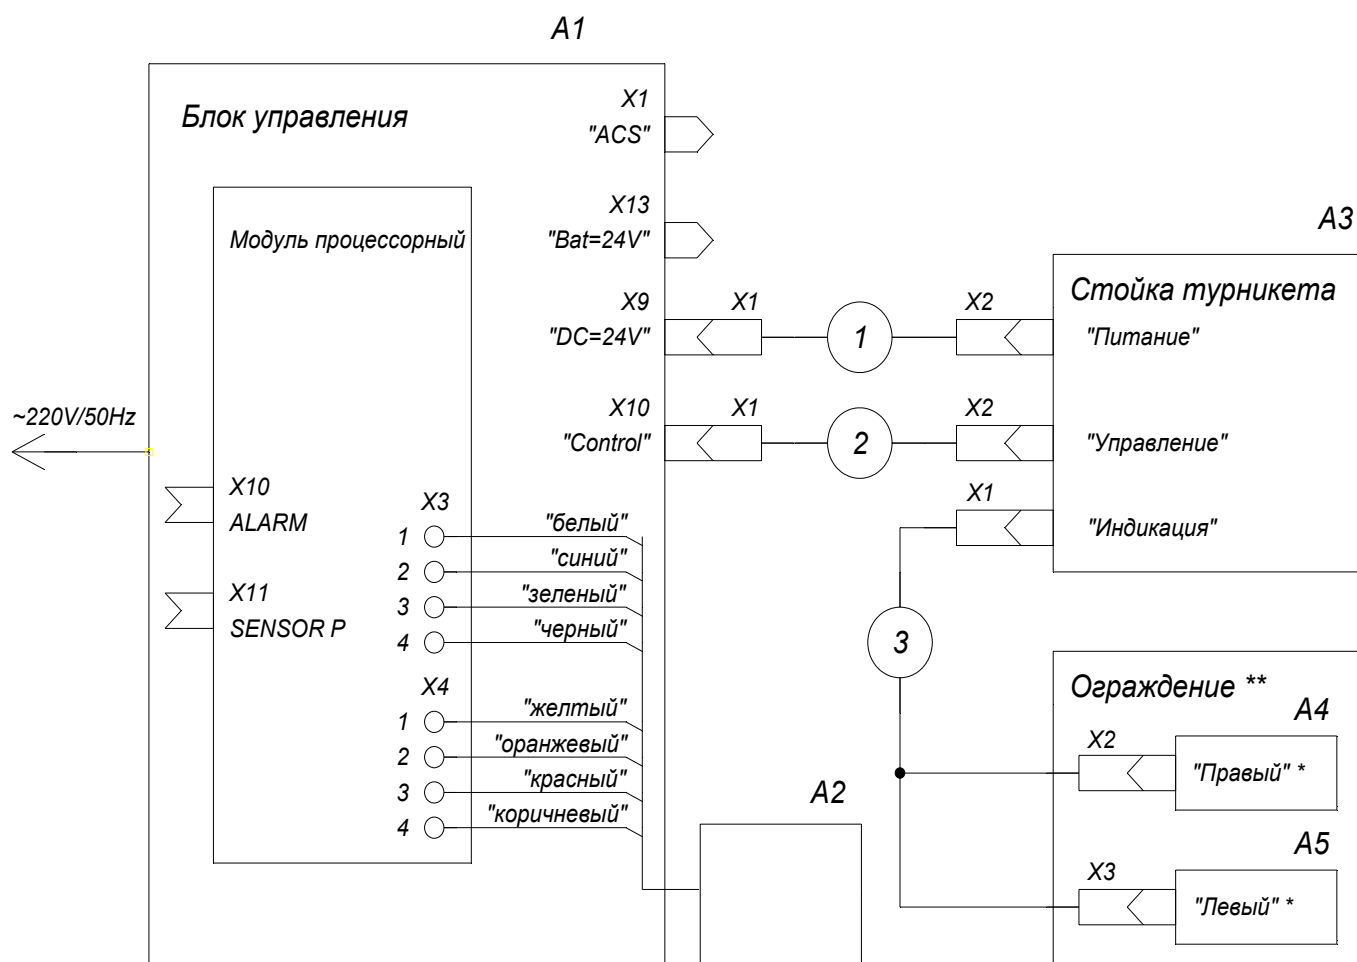 A1
Блок управления
X1
"ACS"
X13
"Bat=24V"
Модуль процессорный
X9
"DC=24V"
X1
1
X2
A3
Стойка турникета
"Питание"
X10
"Control"
X1
2
X2
"Управление"
X1
"Индикация"
~220V/50Hz
X10
ALARM
X11
SENSOR P
X3
1
"белый"
2
"синий"
3
"зеленый"
4
"черный"
X4
1
"желтый"
2
"оранжевый"
3
"красный"
4
"коричневый"
A2
3
Ограждение **
A4
X2
"Правый" *
A5
X3
"Левый" *